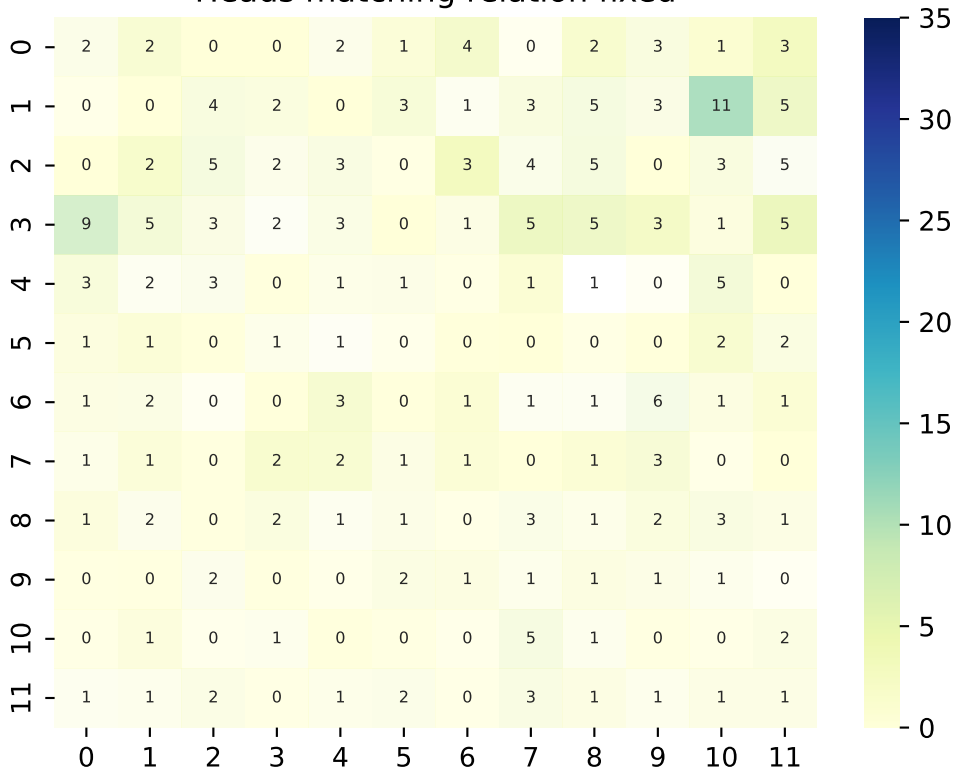 Heads matching relation fixed
0 2 2 0 0 2 1 4 0 2 3 1 3
1 0 0 4 2 0 3 1 3 5 3 11 5
2 0 2 5 2 3 0 3 4 5 0 3 5
3 9 5 3 2 3 0 1 5 5 3 1 5
4 3 2 3 0 1 1 0 1 1 0 5 0
5 1 1 0 1 1 0 0 0 0 0 2 2
6 1 2 0 0 3 0 1 1 1 6 1 1
7 1 1 0 2 2 1 1 0 1 3 0 0
8 1 2 0 2 1 1 0 3 1 2 3 1
9 0 0 2 0 0 2 1 1 1 1 1 0
10 0 1 0 1 0 0 0 5 1 0 0 2
11 1 1 2 0 1 2 0 3 1 1 1 1
0 1 2 3 4 5 6 7 8 9 10 11
35
30
25
20
15
10
5
0